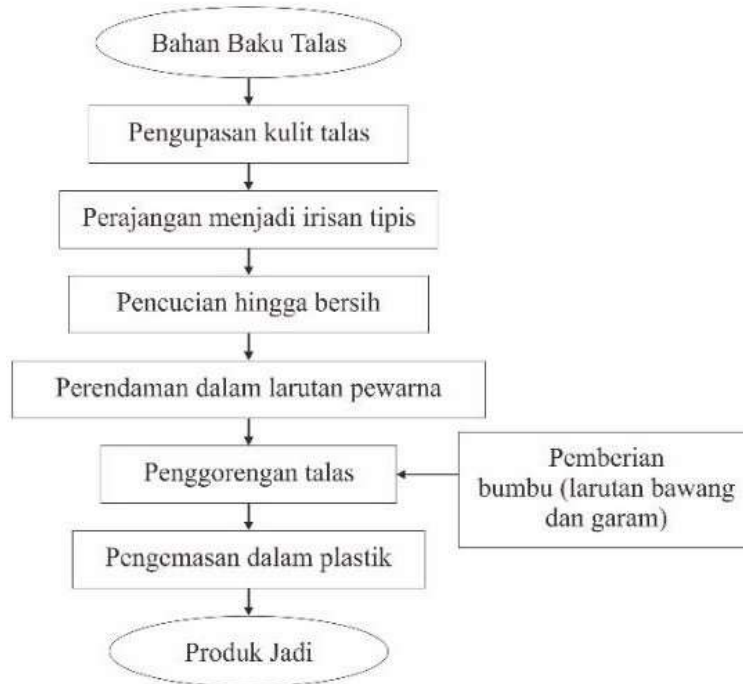 Bahan Baku Talas
Pengupasan kulit talas
Perajangan menjadi irisan tipis
Pencucian hingga bersih
Perendaman dalam larutan pewarna
Penggorengan talas
Pemberian
bumbu (larutan bawang
dan garam)
Pengemasan dalam plastik
Produk Jadi